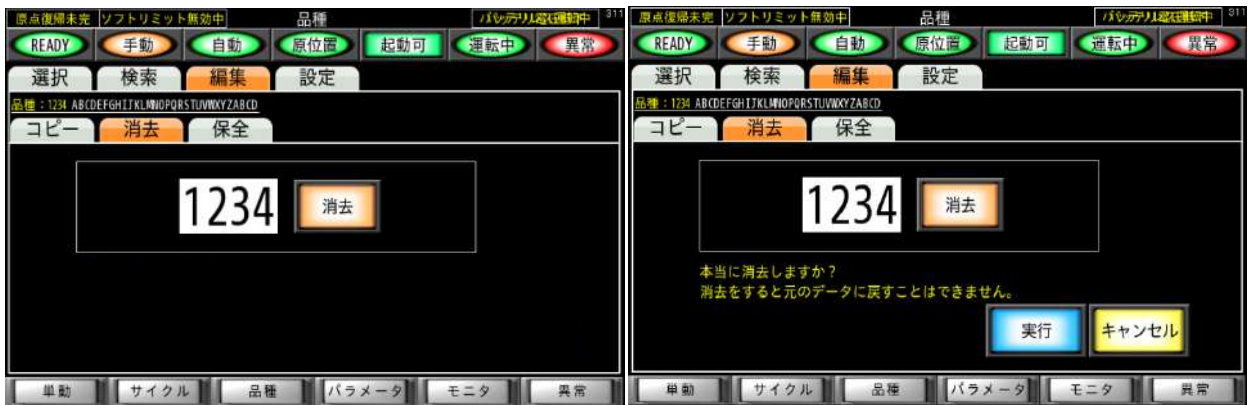 原点復帰未完 ソフトリミット無効中 品種 311
READY 手動 自動 原位置 起動可 運転中 異常
選択 検索 編集 設定
品種：1234 ABCDEFGHIJKLMNOPQRSTUVWXYZABCD
コピー 消去 保全
1234 消去
単動 サイクル 品種 パラメータ モニタ 異常
原点復帰未完 ソフトリミット無効中 品種 311
READY 手動 自動 原位置 起動可 運転中 異常
選択 検索 編集 設定
品種：1234 ABCDEFGHIJKLMNOPQRSTUVWXYZABCD
コピー 消去 保全
1234 消去
本当に消去しますか？
消去をすると元のデータに戻すことはできません。
実行 キャンセル
単動 サイクル 品種 パラメータ モニタ 異常